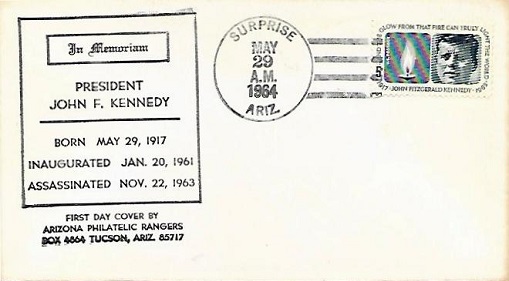 In Memoriam
PRESIDENT
JOHN F. KENNEDY
BORN MAY 29, 1917
INAUGURATED JAN. 20, 1961
ASSASSINATED NOV. 22, 1963
FIRST DAY COVER BY
ARIZONA PHILATELIC RANGERS
BOX 4864 TUCSON, ARIZ. 85717
SURPRISE
MAY
29
A.M.
1964
ARIZ.
GLOW FROM THAT FIRE CAN TRULY LIGHT THE WORLD
1917·JOHN FITZGERALD KENNEDY·1963